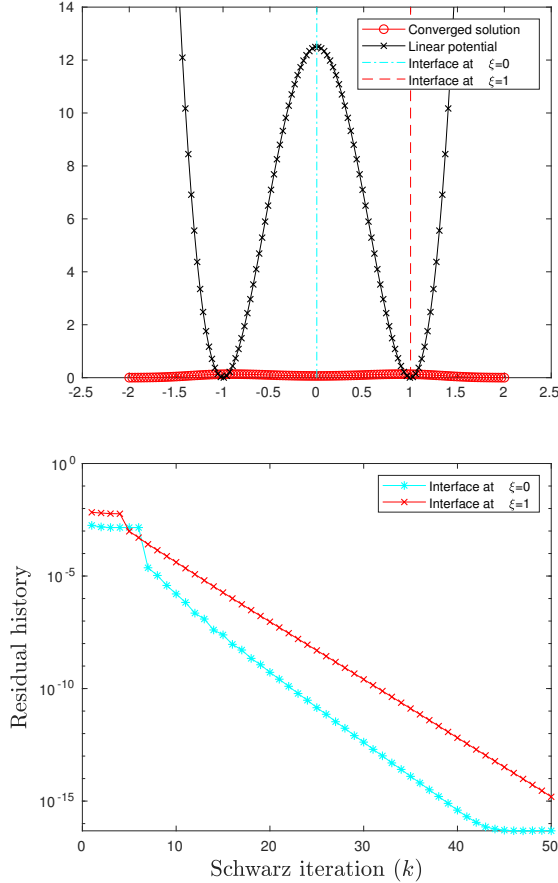 14
12
10
8
6
4
2
0
-2.5 -2 -1.5 -1 -0.5 0 0.5 1 1.5 2 2.5
Converged solution
Linear potential
Interface at ξ=0
Interface at ξ=1
10^0
10^-5
10^-10
10^-15
Residual history
0 10 20 30 40 50
Schwarz iteration (k)
Interface at ξ=0
Interface at ξ=1